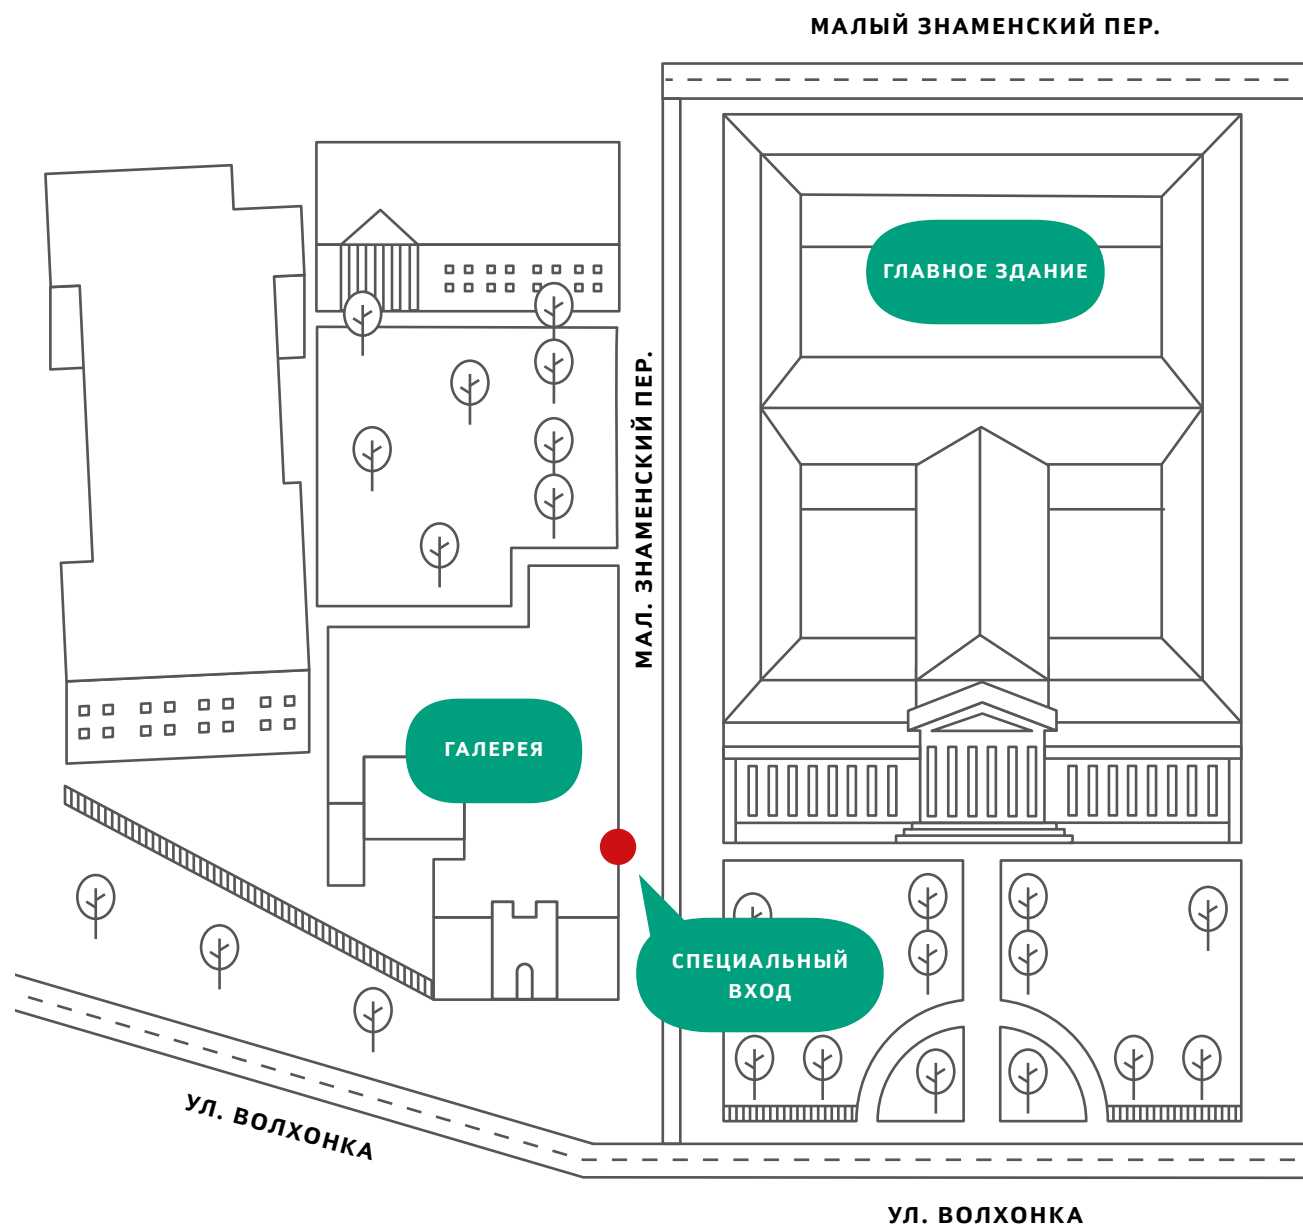 МАЛЫЙ ЗНАМЕНСКИЙ ПЕР.
ГЛАВНОЕ ЗДАНИЕ
МАЛ. ЗНАМЕНСКИЙ ПЕР.
ГАЛЕРЕЯ
СПЕЦИАЛЬНЫЙ
ВХОД
УЛ. ВОЛХОНКА
УЛ. ВОЛХОНКА